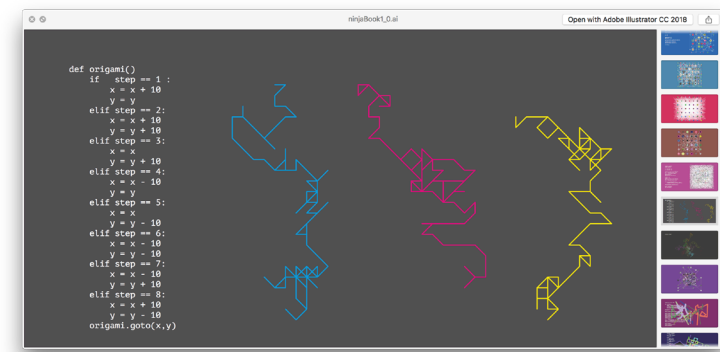 ninjaBook1_0.ai
Open with Adobe Illustrator CC 2018
def origami()
if step == 1 :
x = x + 10
y = y
elif step == 2:
x = x + 10
y = y + 10
elif step == 3:
x = x
y = y + 10
elif step == 4:
x = x - 10
y = y
elif step == 5:
x = x
y = y - 10
elif step == 6:
x = x - 10
y = y - 10
elif step == 7:
x = x - 10
y = y + 10
elif step == 8:
x = x + 10
y = y - 10
origami.goto(x,y)